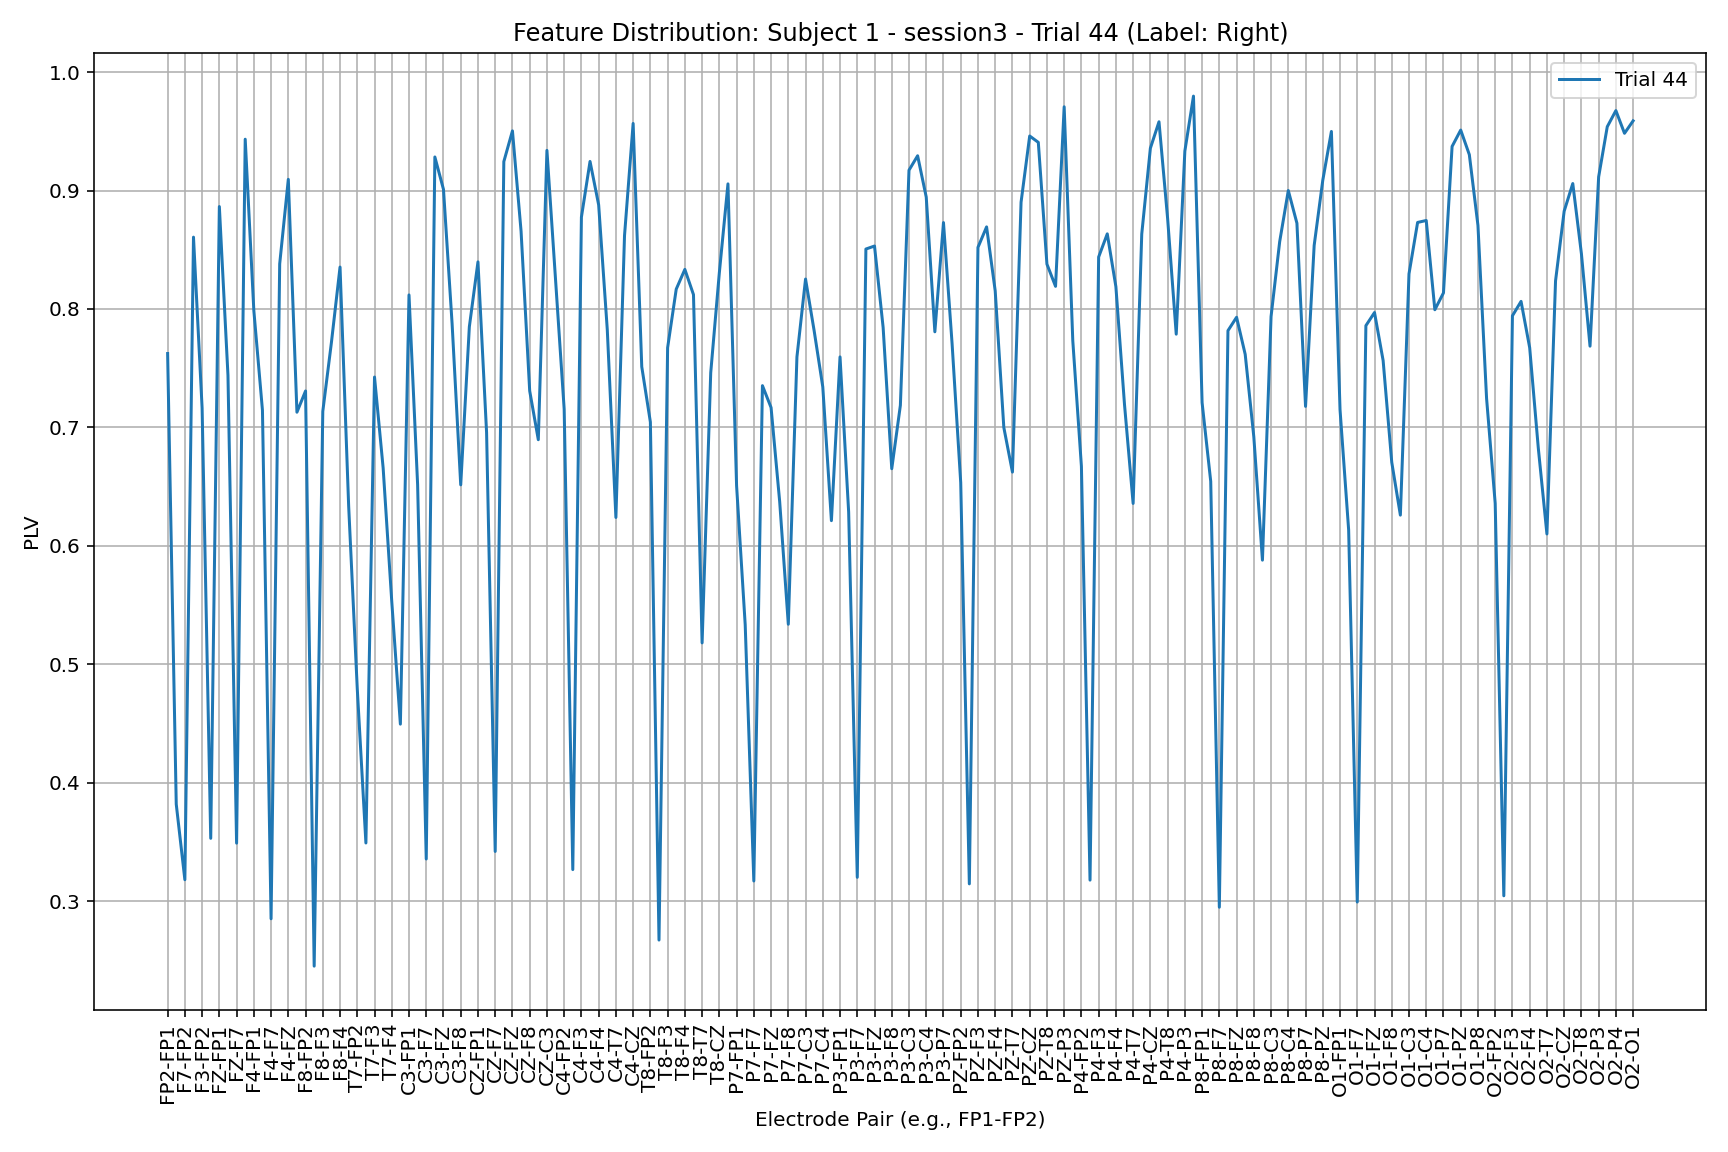 Feature Distribution: Subject 1 - session3 - Trial 44 (Label: Right)
Trial 44
1.0
0.9
0.8
0.7
0.6
0.5
0.4
0.3
PLV
FP2-FP1
F7-FP2
F3-FP2
FZ-FP1
FZ-F7
F4-FP1
F4-F7
F4-FZ
F8-FP2
F8-F3
F8-F4
T7-FP2
T7-F3
T7-F4
C3-FP1
C3-F7
C3-FZ
C3-F8
CZ-FP1
CZ-F7
CZ-FZ
CZ-F8
CZ-C3
C4-FP2
C4-F3
C4-F4
C4-T7
C4-CZ
T8-FP2
T8-F3
T8-F4
T8-T7
T8-CZ
P7-FP1
P7-F7
P7-FZ
P7-F8
P7-C3
P7-C4
P3-FP1
P3-F7
P3-FZ
P3-F8
P3-C3
P3-C4
P3-P7
PZ-FP2
PZ-F3
PZ-F4
PZ-T7
PZ-CZ
PZ-T8
PZ-P3
P4-FP2
P4-F3
P4-F4
P4-T7
P4-CZ
P4-T8
P4-P3
P8-FP1
P8-F7
P8-FZ
P8-F8
P8-C3
P8-C4
P8-P7
P8-PZ
O1-FP1
O1-F7
O1-FZ
O1-F8
O1-C3
O1-C4
O1-P7
O1-PZ
O1-P8
O2-FP2
O2-F3
O2-F4
O2-T7
O2-CZ
O2-T8
O2-P3
O2-P4
O2-O1
Electrode Pair (e.g., FP1-FP2)